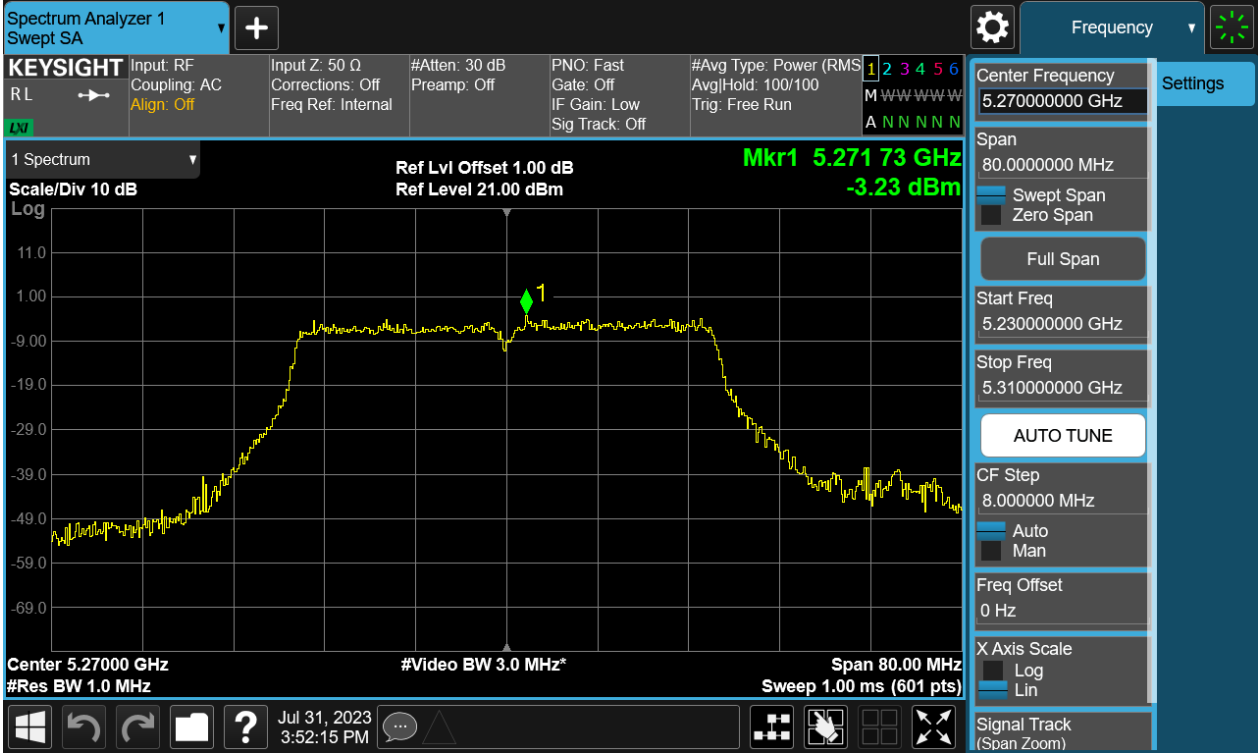 Spectrum Analyzer 1
Swept SA
Frequency
KEYSIGHT
R L
LXI
Input: RF
Coupling: AC
Align: Off
Input Z: 50 Ω
Corrections: Off
Freq Ref: Internal
#Atten: 30 dB
Preamp: Off
PNO: Fast
Gate: Off
IF Gain: Low
Sig Track: Off
#Avg Type: Power (RMS
Avg|Hold: 100/100
Trig: Free Run
1 2 3 4 5 6
M W W W W W
A N N N N N
1 Spectrum
Scale/Div 10 dB
Log
Ref Lvl Offset 1.00 dB
Ref Level 21.00 dBm
Mkr1 5.271 73 GHz
-3.23 dBm
11.0
1.00
-9.00
-19.0
-29.0
-39.0
-49.0
-59.0
-69.0
1
Center 5.27000 GHz
#Res BW 1.0 MHz
#Video BW 3.0 MHz*
Span 80.00 MHz
Sweep 1.00 ms (601 pts)
Center Frequency
5.270000000 GHz
Span
80.0000000 MHz
Swept Span
Zero Span
Full Span
Start Freq
5.230000000 GHz
Stop Freq
5.310000000 GHz
AUTO TUNE
CF Step
8.000000 MHz
Auto
Man
Freq Offset
0 Hz
X Axis Scale
Log
Lin
Signal Track
(Span Zoom)
Settings
?
Jul 31, 2023
3:52:15 PM